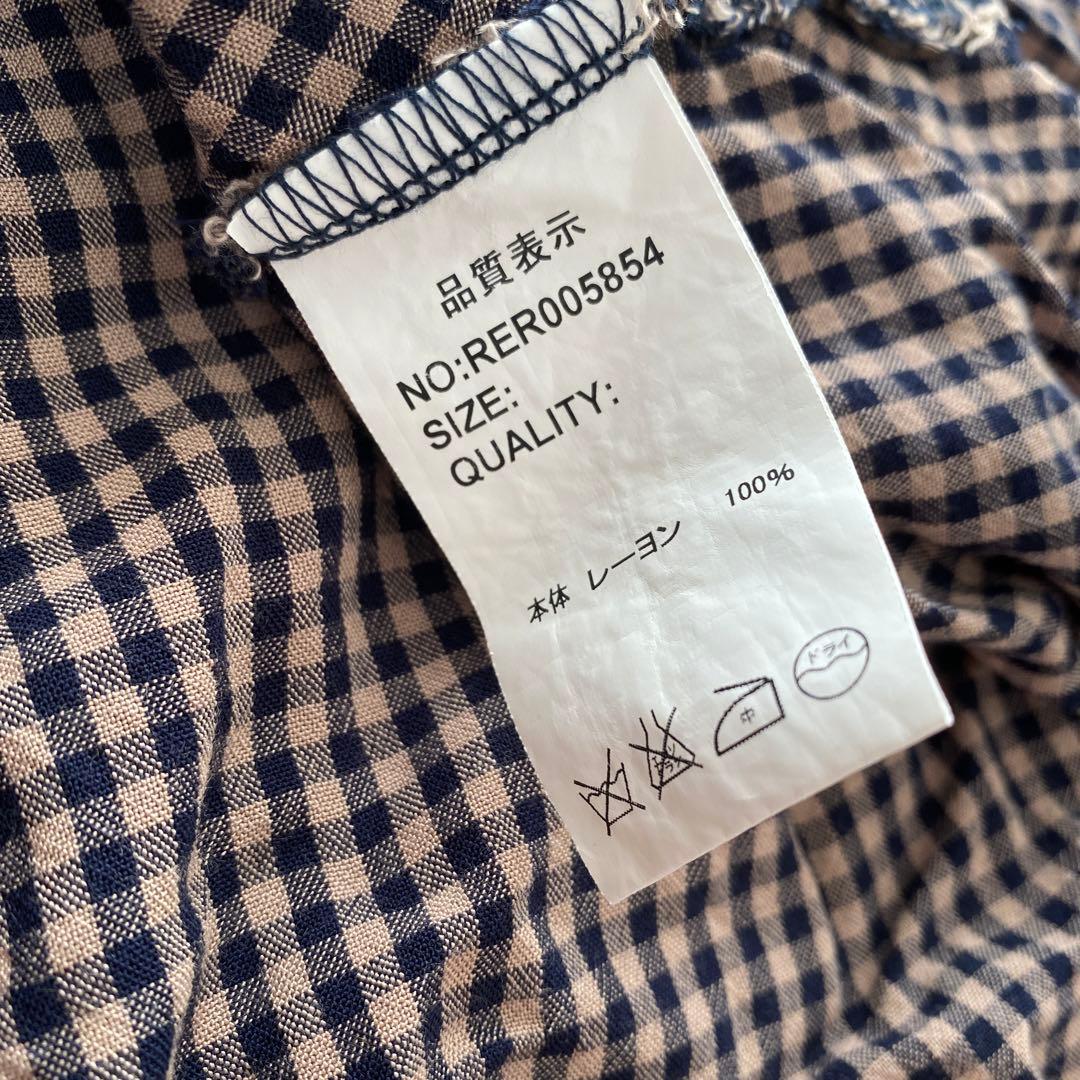 品質表示
NO:RER005854
SIZE:
QUALITY:
本体 レーヨン 100%
中
ドライ